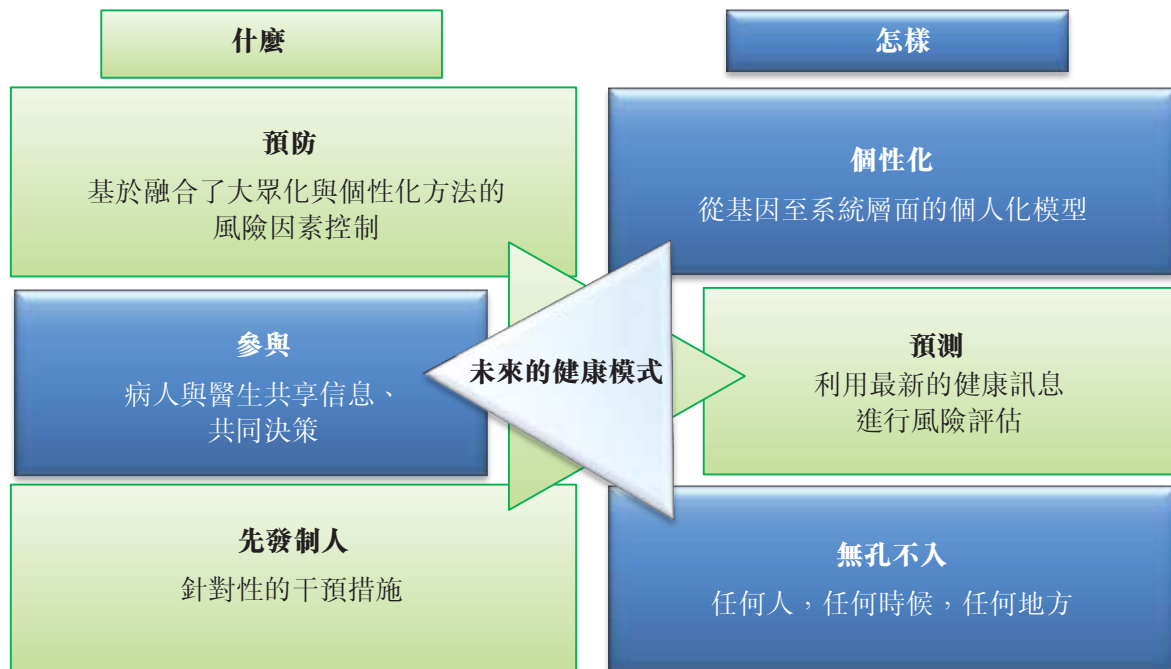 什麼
怎樣
預防
基於融合了大眾化與個性化方法的
風險因素控制
個性化
從基因至系統層面的個人化模型
參與
病人與醫生共享信息、
共同決策
未來的健康模式
預測
利用最新的健康訊息
進行風險評估
先發制人
針對性的干預措施
無孔不入
任何人，任何時候，任何地方